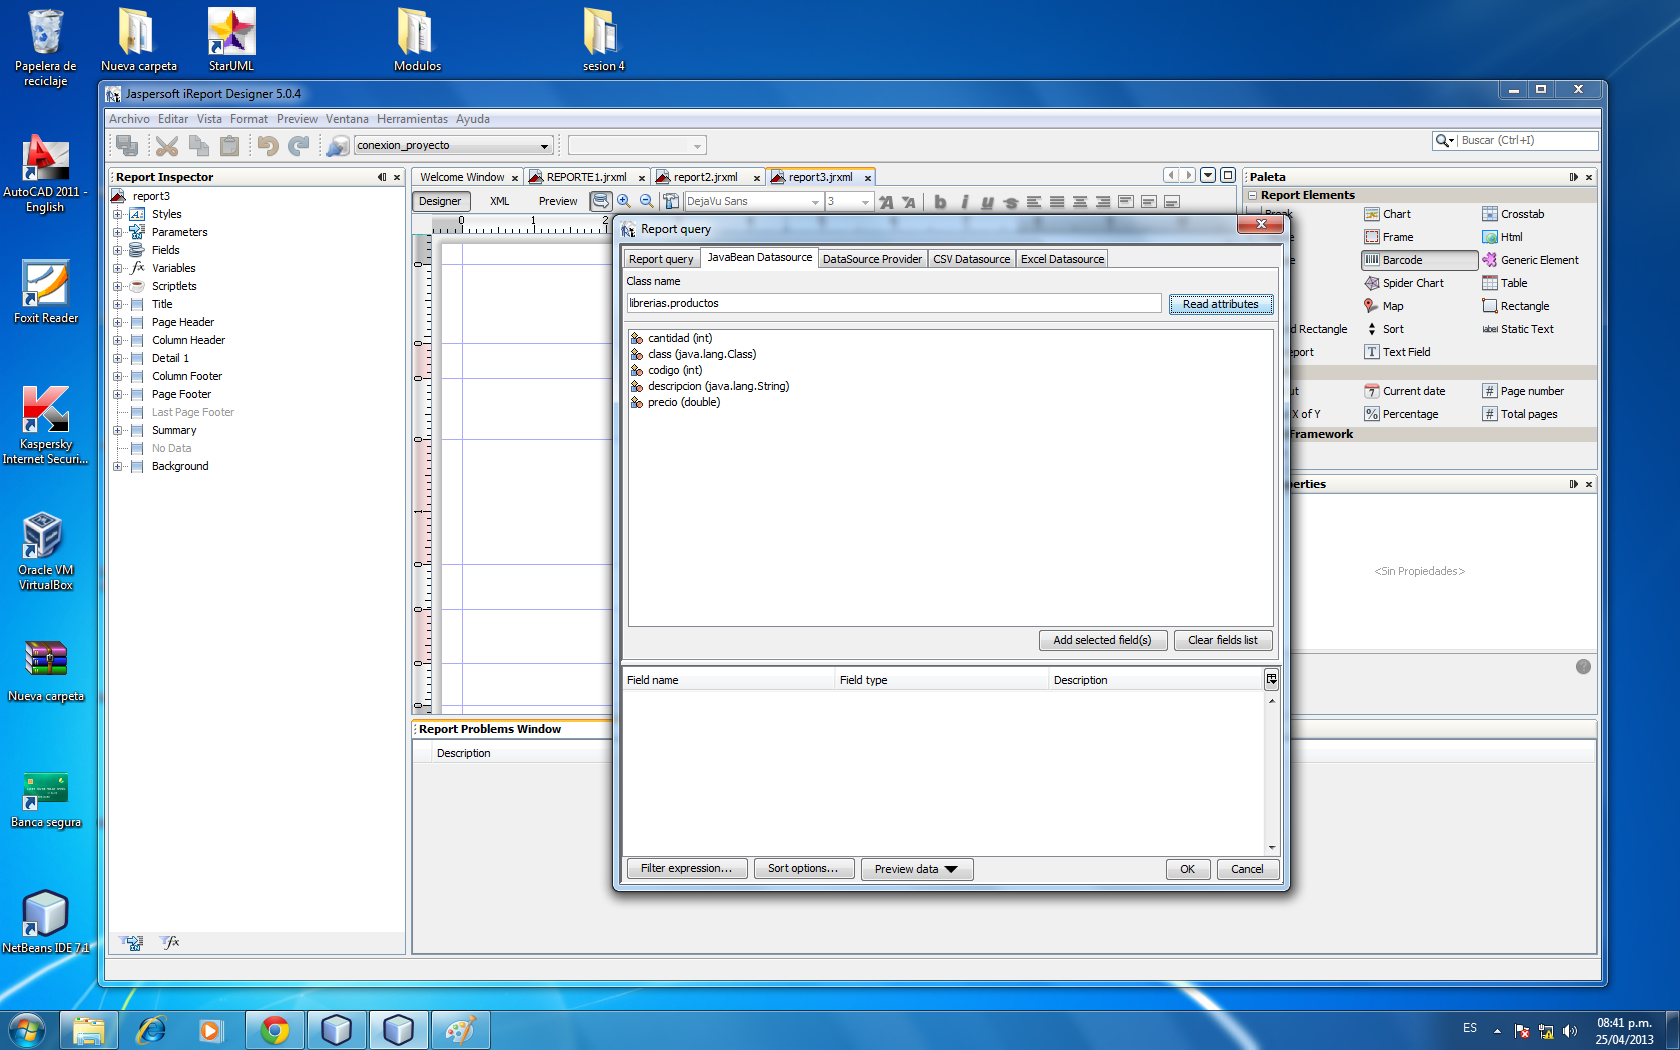 Papelera de
reciclaje
Nueva carpeta
StarUML
Modulos
sesion 4
AutoCAD 2011 -
English
Foxit Reader
Kaspersky
Internet Securi...
Oracle VM
VirtualBox
Nueva carpeta
Banca segura
NetBeans IDE 7.1
Jaspersoft iReport Designer 5.0.4
Archivo Editar Vista Format Preview Ventana Herramientas Ayuda
conexion_proyecto
Buscar (Ctrl+I)
Report Inspector
report3
Styles
Parameters
Fields
Variables
Scriptlets
Title
Page Header
Column Header
Detail 1
Column Footer
Page Footer
Last Page Footer
Summary
No Data
Background
Welcome Window
REPORTE1.jrxml
report2.jrxml
report3.jrxml
Designer XML Preview
DejaVu Sans
3
0 1 2
Report query
Report query JavaBean Datasource DataSource Provider CSV Datasource Excel Datasource
Class name
librerias.productos
Read attributes
cantidad (int)
class (java.lang.Class)
codigo (int)
descripcion (java.lang.String)
precio (double)
Add selected field(s)
Clear fields list
Field name Field type Description
Filter expression...
Sort options...
Preview data
OK
Cancel
Report Problems Window
Description
Paleta
Report Elements
Chart
Crosstab
Frame
Html
Barcode
Generic Element
Spider Chart
Table
Map
Rectangle
d Rectangle
Sort
label Static Text
port
Text Field
ut
Current date
Page number
X of Y
Percentage
Total pages
Framework
erties
<Sin Propiedades>
ES
08:41 p.m.
25/04/2013